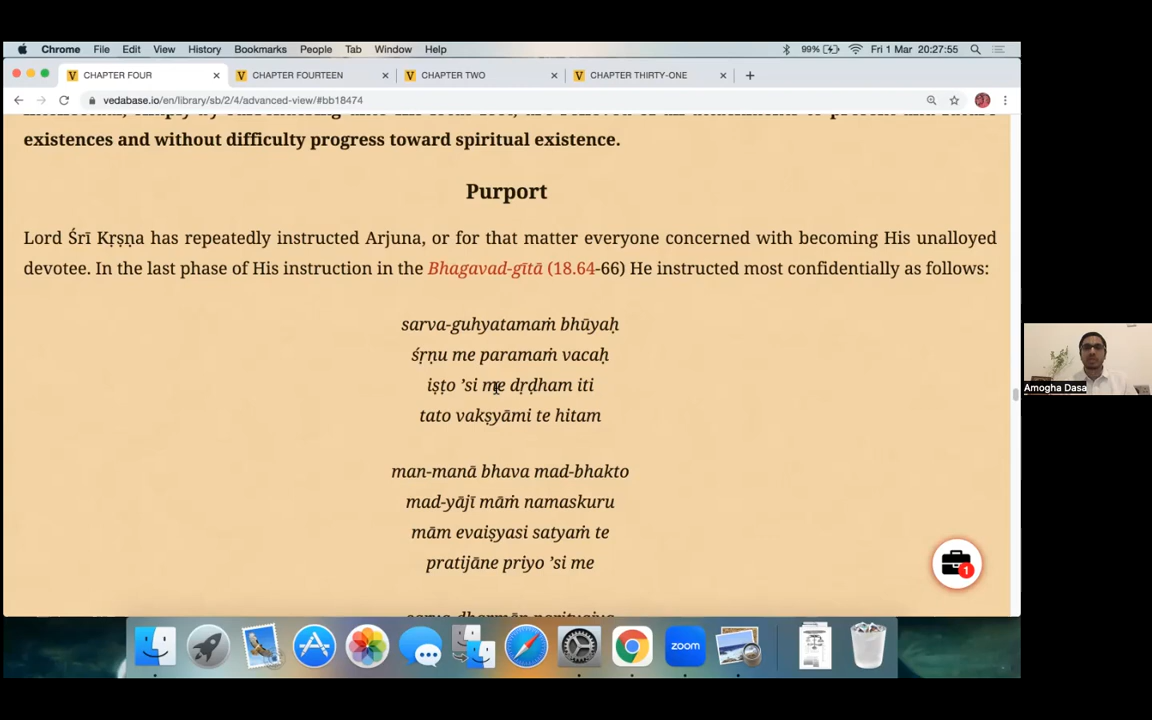 Chrome File Edit View History Bookmarks People Tab Window Help 99% Fri 1 Mar 20:27:55
CHAPTER FOUR CHAPTER FOURTEEN CHAPTER TWO CHAPTER THIRTY-ONE
vedabase.io/en/library/sb/2/4/advanced-view/#bb18474
existences and without difficulty progress toward spiritual existence.
Purport
Lord Śrī Kṛṣṇa has repeatedly instructed Arjuna, or for that matter everyone concerned with becoming His unalloyed
devotee. In the last phase of His instruction in the Bhagavad-gītā (18.64-66) He instructed most confidentially as follows:
sarva-guhyatamaṁ bhūyaḥ
śṛṇu me paramaṁ vacaḥ
iṣṭo ’si me dṛḍham iti
tato vakṣyāmi te hitam
man-manā bhava mad-bhakto
mad-yājī māṁ namaskuru
mām evaiṣyasi satyaṁ te
pratijāne priyo ’si me
1
zoom
Amogha Dasa